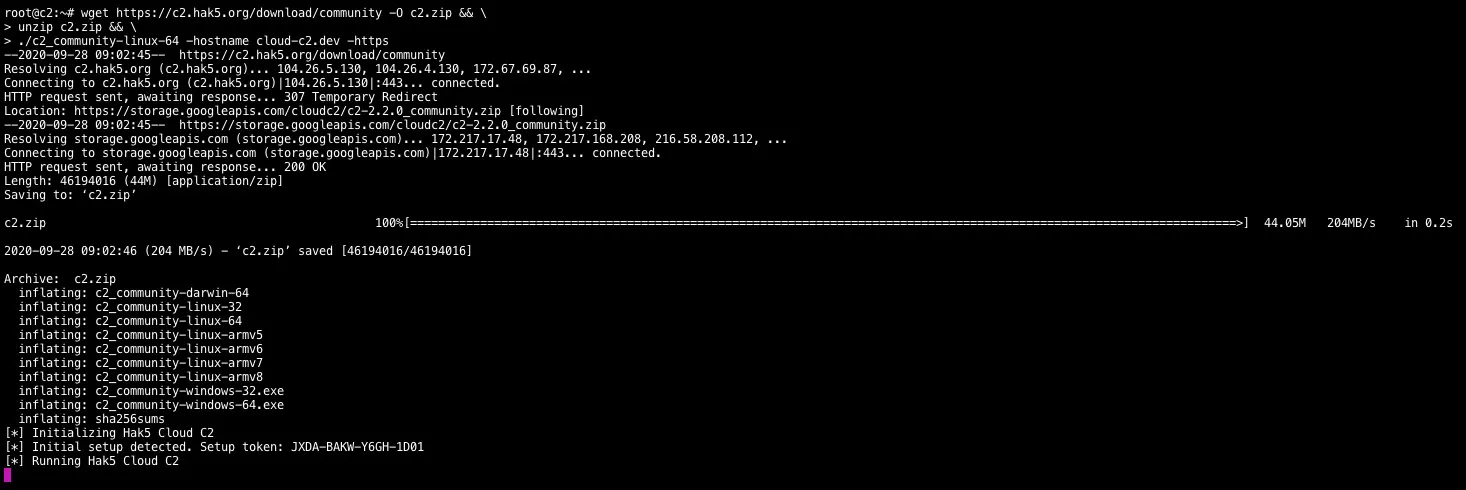 root@c2:~# wget https://c2.hak5.org/download/community -O c2.zip && \
> unzip c2.zip && \
> ./c2_community-linux-64 -hostname cloud-c2.dev -https
--2020-09-28 09:02:45--  https://c2.hak5.org/download/community
Resolving c2.hak5.org (c2.hak5.org)... 104.26.5.130, 104.26.4.130, 172.67.69.87, ...
Connecting to c2.hak5.org (c2.hak5.org)|104.26.5.130|:443... connected.
HTTP request sent, awaiting response... 307 Temporary Redirect
Location: https://storage.googleapis.com/cloudc2/c2-2.2.0_community.zip [following]
--2020-09-28 09:02:45--  https://storage.googleapis.com/cloudc2/c2-2.2.0_community.zip
Resolving storage.googleapis.com (storage.googleapis.com)... 172.217.17.48, 172.217.168.208, 216.58.208.112, ...
Connecting to storage.googleapis.com (storage.googleapis.com)|172.217.17.48|:443... connected.
HTTP request sent, awaiting response... 200 OK
Length: 46194016 (44M) [application/zip]
Saving to: ‘c2.zip’
c2.zip 100%[======================================================================================================================>] 44.05M 204MB/s in 0.2s
2020-09-28 09:02:46 (204 MB/s) - ‘c2.zip’ saved [46194016/46194016]
Archive:  c2.zip
  inflating: c2_community-darwin-64
  inflating: c2_community-linux-32
  inflating: c2_community-linux-64
  inflating: c2_community-linux-armv5
  inflating: c2_community-linux-armv6
  inflating: c2_community-linux-armv7
  inflating: c2_community-linux-armv8
  inflating: c2_community-windows-32.exe
  inflating: c2_community-windows-64.exe
  inflating: sha256sums
[*] Initializing Hak5 Cloud C2
[*] Initial setup detected. Setup token: JXDA-BAKW-Y6GH-1D01
[*] Running Hak5 Cloud C2